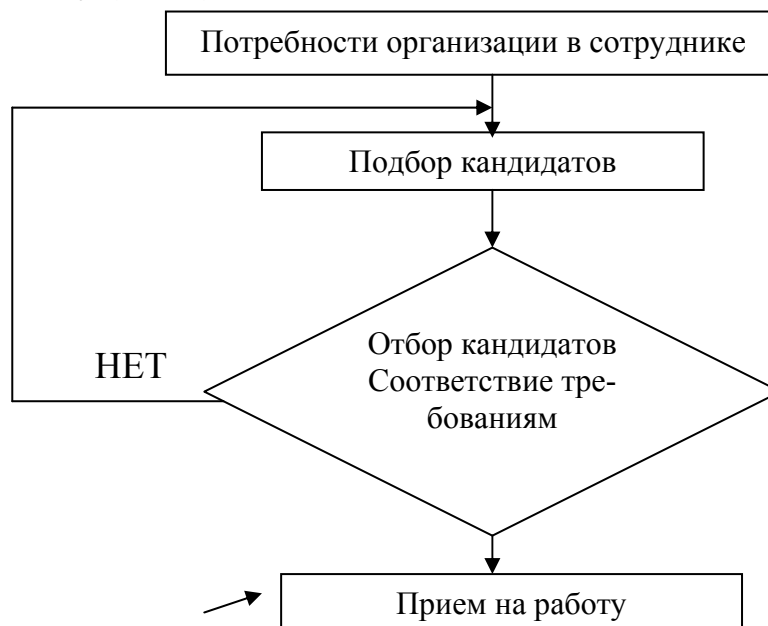 Потребности организации в сотруднике
Подбор кандидатов
НЕТ
Отбор кандидатов
Соответствие тре-
бованиям
Прием на работу